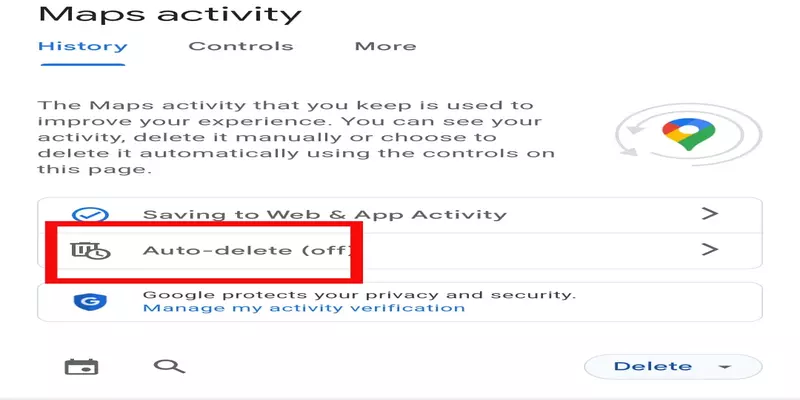 Maps activity
History Controls More
The Maps activity that you keep is used to
improve your experience. You can see your
activity, delete it manually or choose to
delete it automatically using the controls on
this page.
Saving to Web & App Activity
Auto-delete (off)
Google protects your privacy and security.
Manage my activity verification
Delete